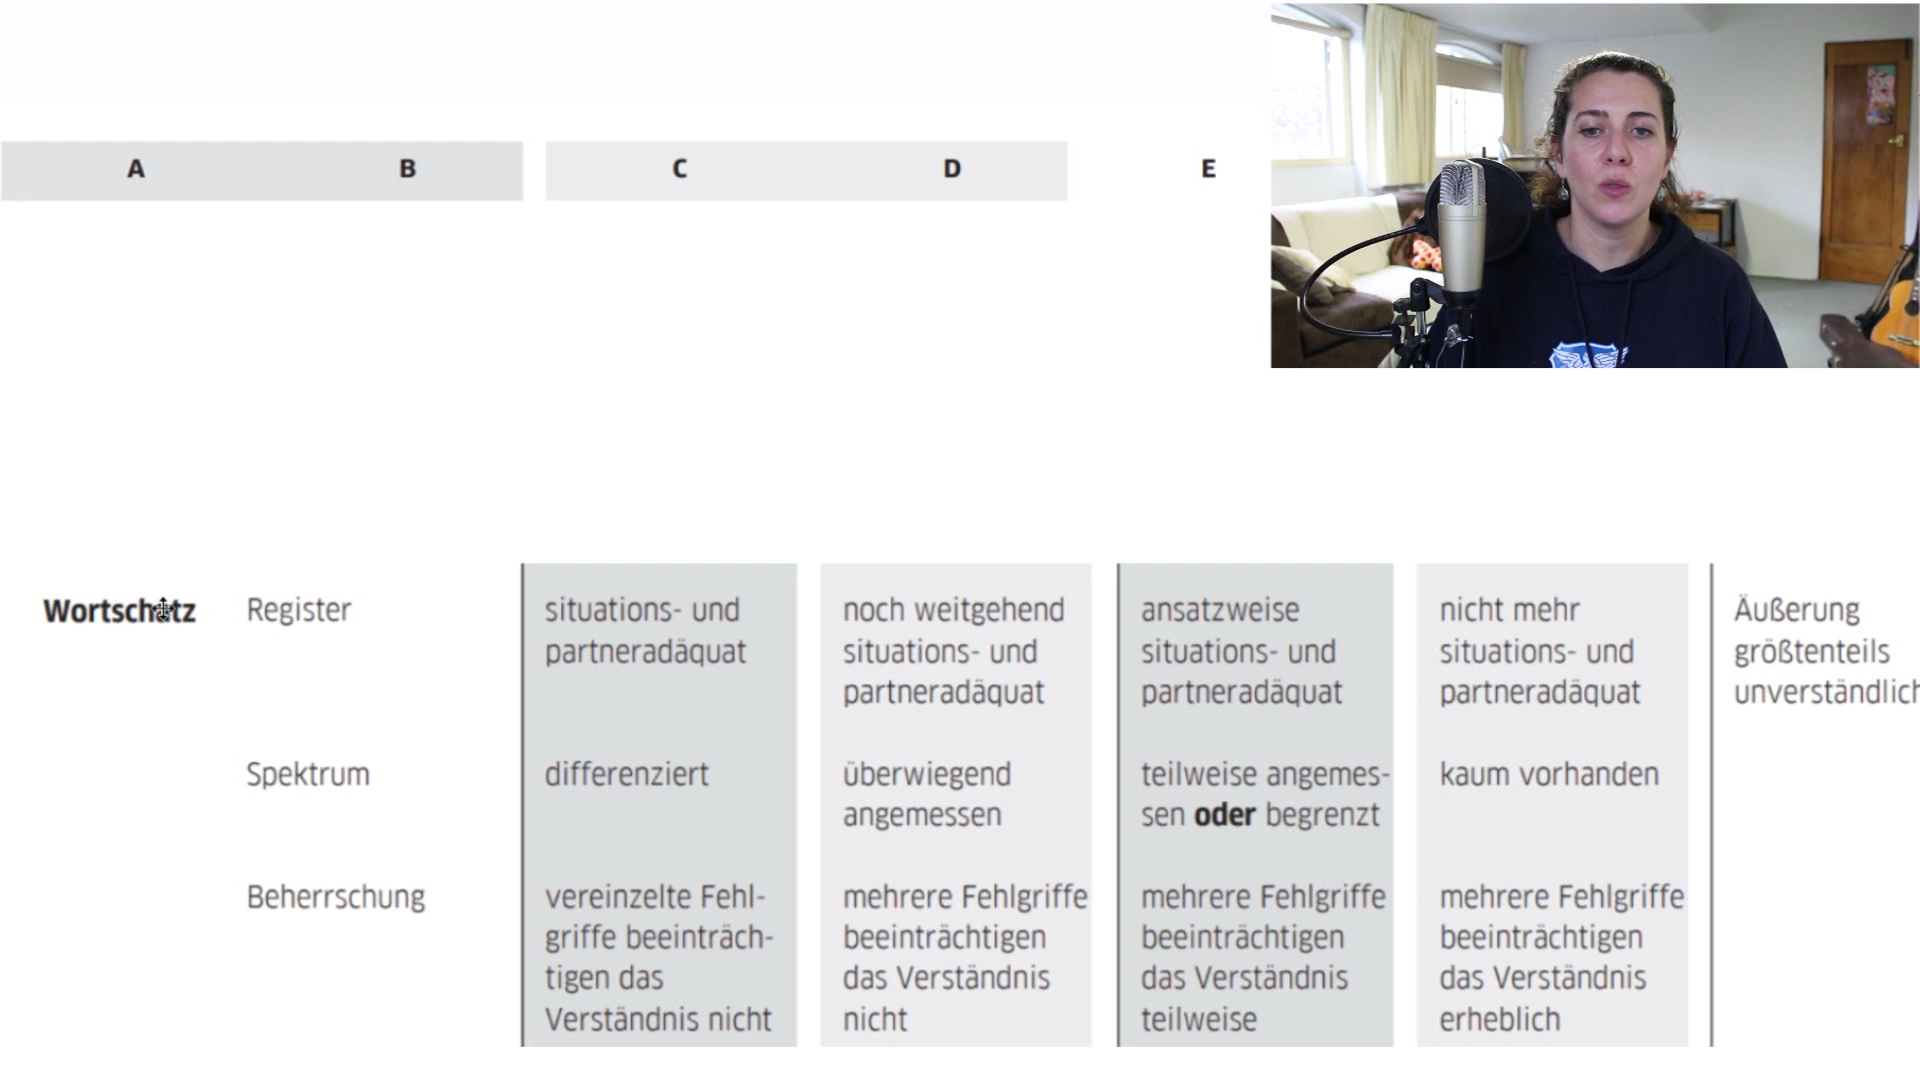 A B C D E
Wortschatz Register situations- und noch weitgehend ansatzweise nicht mehr Äußerung
partneradäquat situations- und situations- und situations- und größtenteils
partneradäquat partneradäquat partneradäquat unverständlich
Spektrum differenziert überwiegend teilweise angemes- kaum vorhanden
angemessen sen oder begrenzt
Beherrschung vereinzelte Fehl- mehrere Fehlgriffe mehrere Fehlgriffe mehrere Fehlgriffe
griffe beeinträch- beeinträchtigen beeinträchtigen beeinträchtigen
tigen das das Verständnis das Verständnis das Verständnis
Verständnis nicht nicht teilweise erheblich